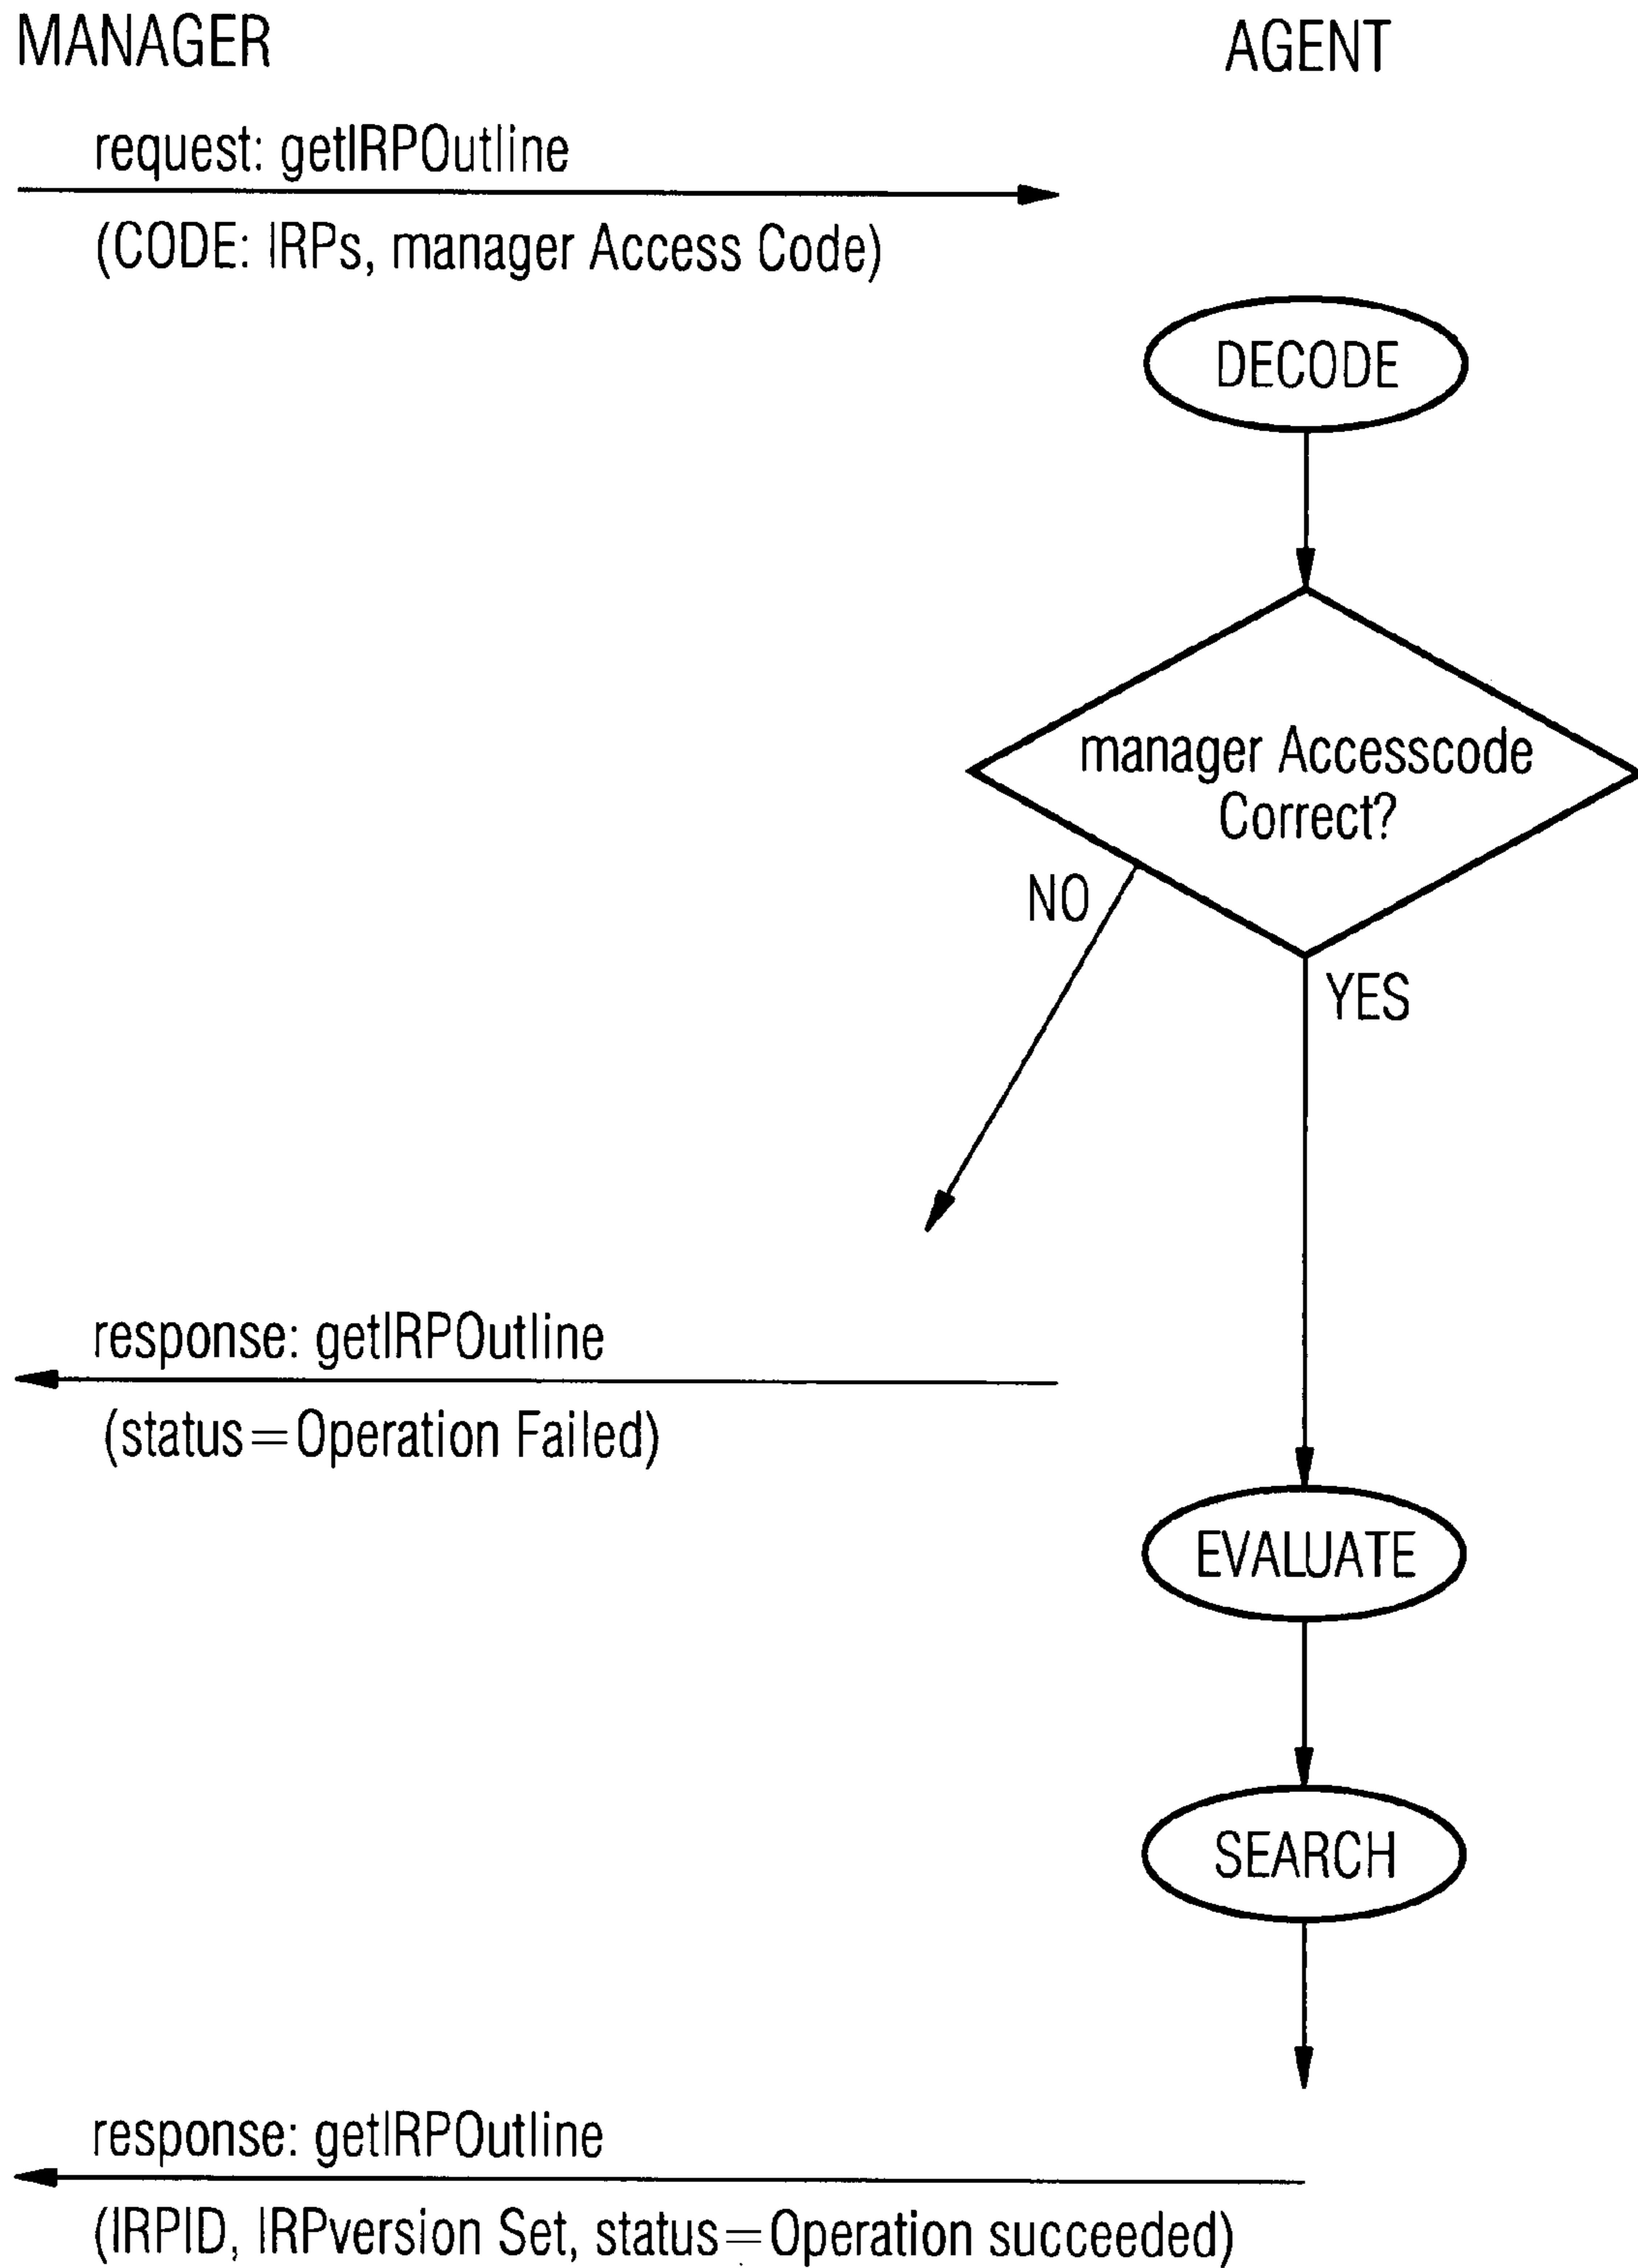 MANAGER
AGENT
request: getIRPOutline
(CODE: IRPs, manager Access Code)
DECODE
manager Accesscode
Correct?
NO
YES
response: getIRPOutline
(status=Operation Failed)
EVALUATE
SEARCH
response: getIRPOutline
(IRPID, IRPversion Set, status=Operation succeeded)